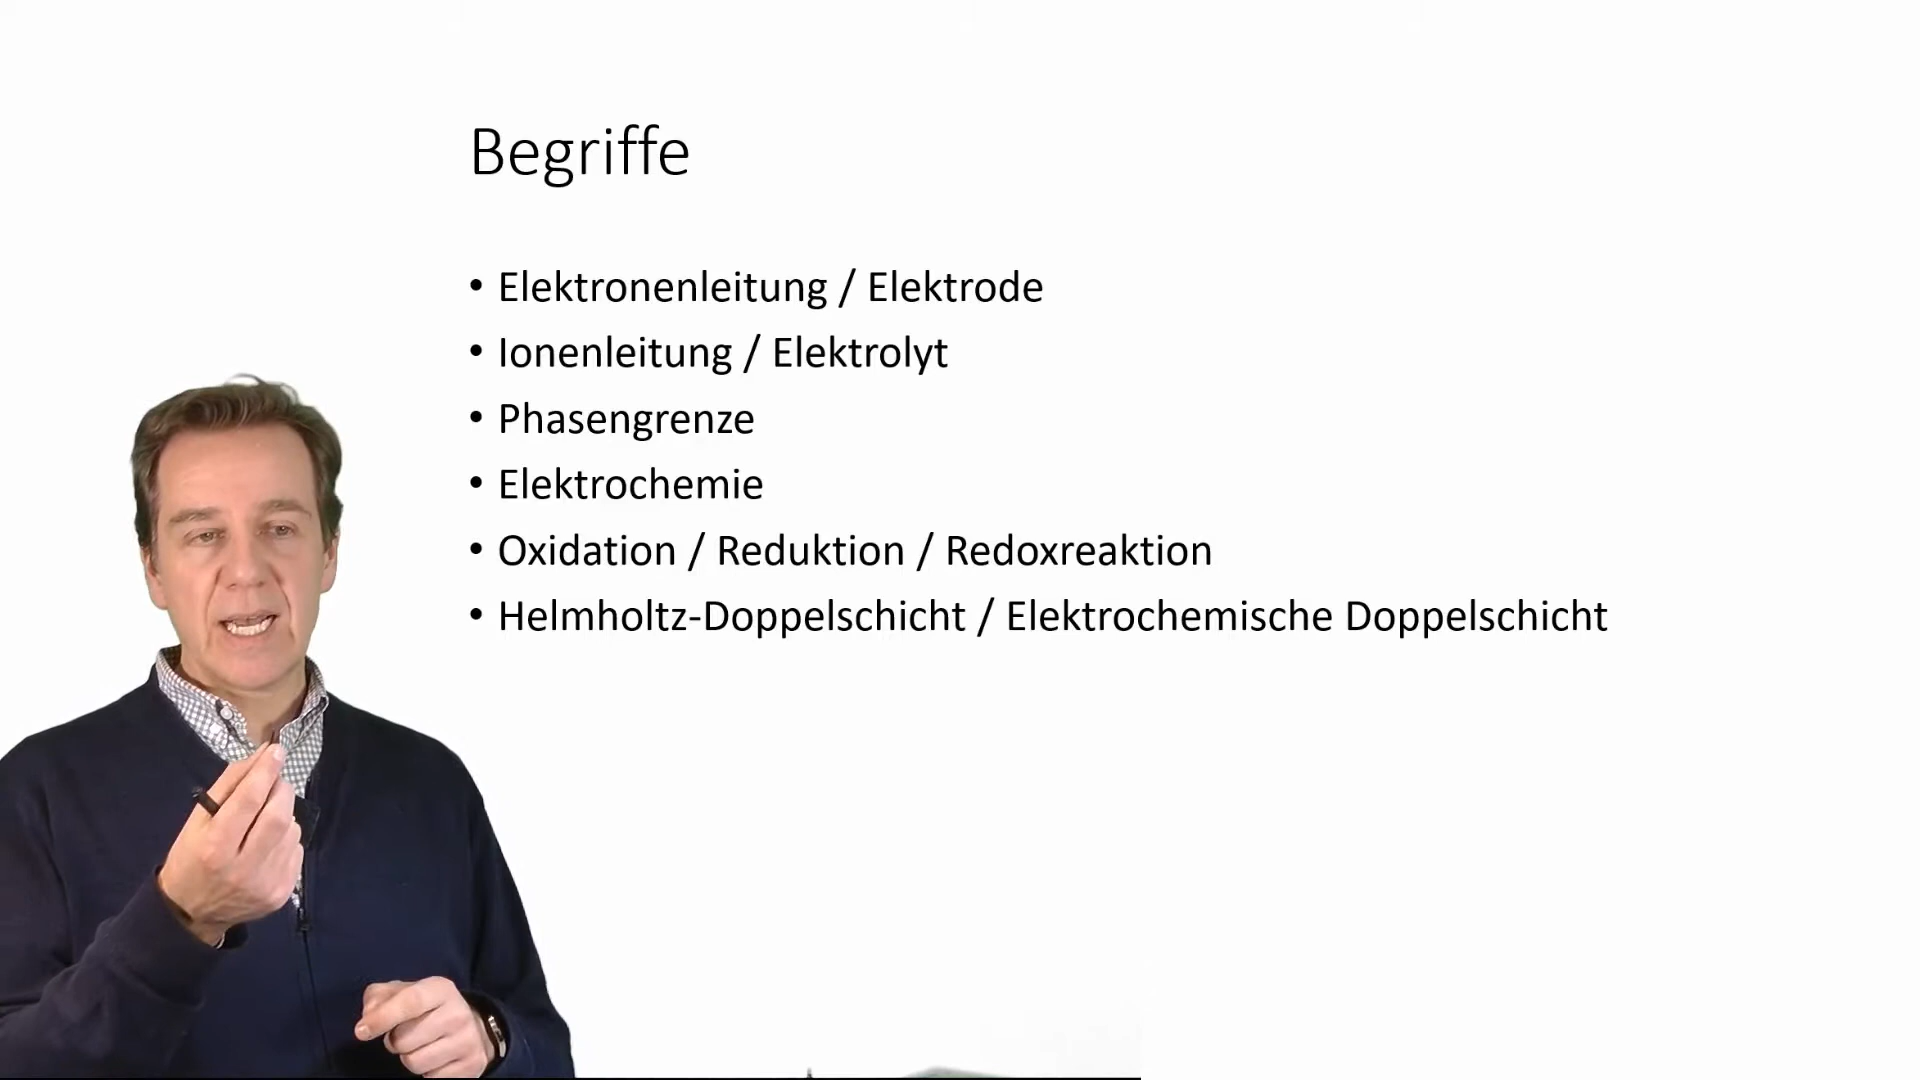 Begriffe
• Elektronenleitung / Elektrode
• Ionenleitung / Elektrolyt
• Phasengrenze
• Elektrochemie
• Oxidation / Reduktion / Redoxreaktion
• Helmholtz-Doppelschicht / Elektrochemische Doppelschicht